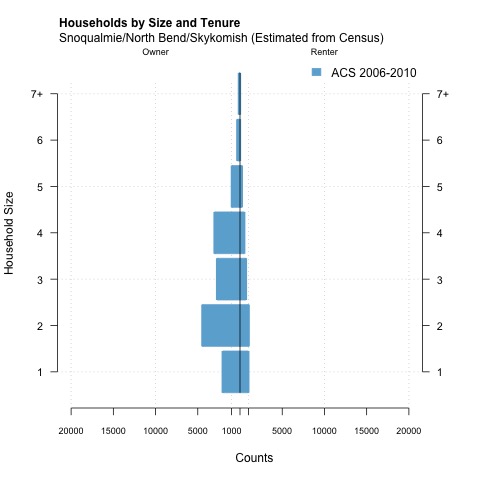 Households by Size and Tenure
Snoqualmie/North Bend/Skykomish (Estimated from Census)
Owner Renter
ACS 2006-2010
7+ 7+
6 6
5 5
4 4
3 3
2 2
1 1
Household Size
20000 15000 10000 5000 1000 5000 10000 15000 20000
Counts